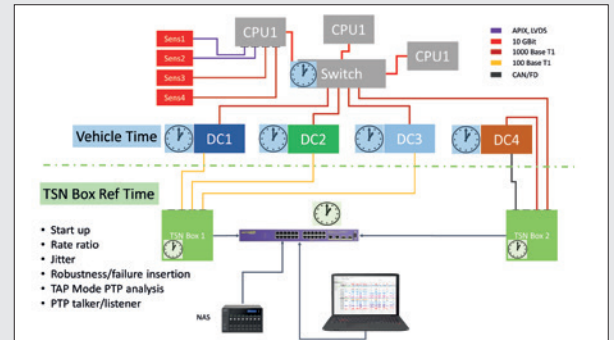 Sens1
Sens2
Sens3
Sens4
CPU1
CPU1
CPU1
Switch
APIX, LVDS
10 GBit
1000 Base T1
100 Base T1
CAN/FD
Vehicle Time
DC1
DC2
DC3
DC4
TSN Box Ref Time
TSN Box 1
TSN Box 2
• Start up
• Rate ratio
• Jitter
• Robustness/failure insertion
• TAP Mode PTP analysis
• PTP talker/listener
NAS